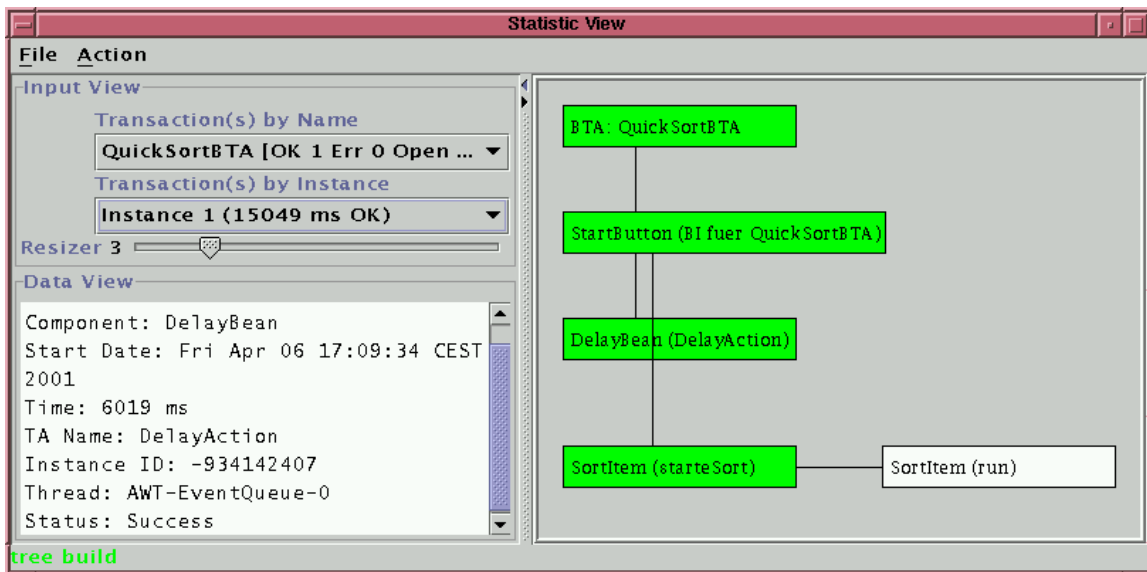 Statistic View
File Action
Input View
Transaction(s) by Name
QuickSortBTA [OK 1 Err 0 Open ...
Transaction(s) by Instance
Instance 1 (15049 ms OK)
Resizer 3
Data View
Component: DelayBean
Start Date: Fri Apr 06 17:09:34 CEST
2001
Time: 6019 ms
TA Name: DelayAction
Instance ID: -934142407
Thread: AWT-EventQueue-0
Status: Success
BTA: QuickSortBTA
StartButton (BI fuer QuickSortBTA)
DelayBean (DelayAction)
SortItem (starteSort)
SortItem (run)
tree build